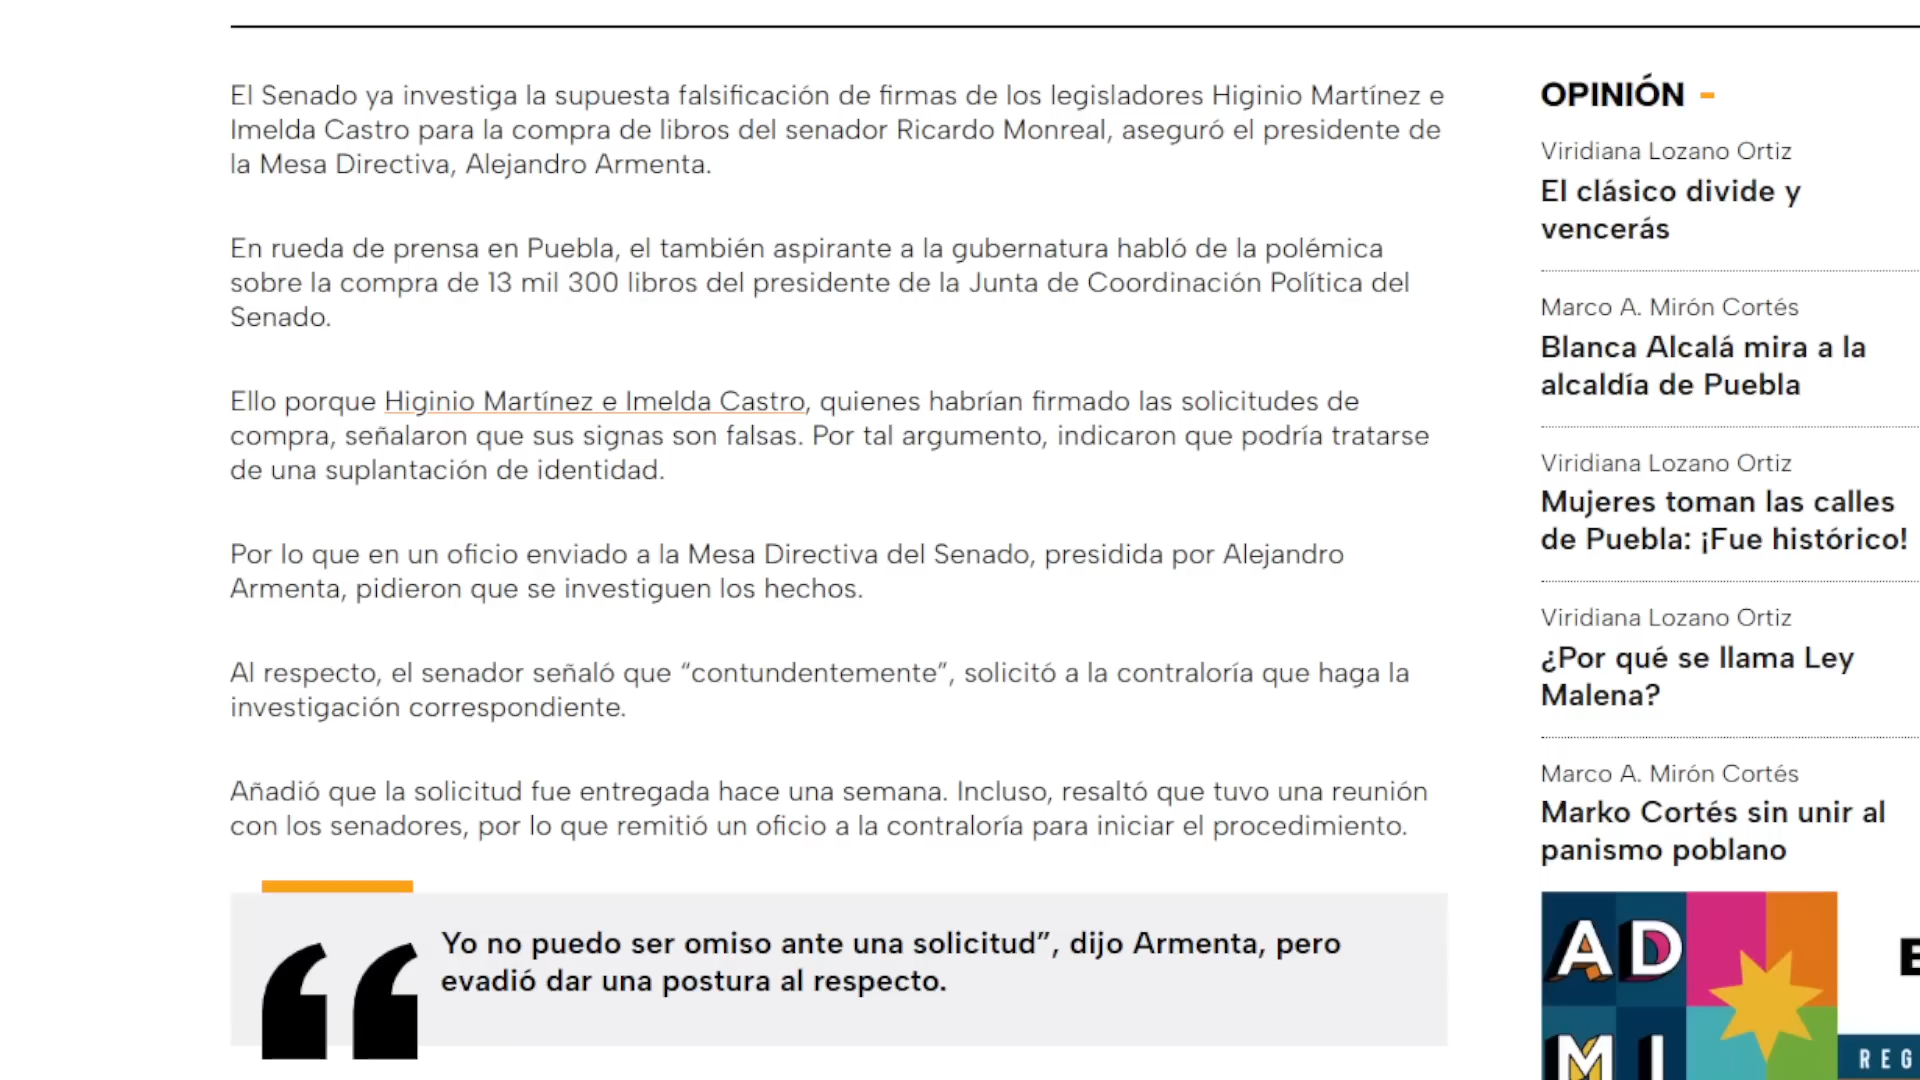 El Senado ya investiga la supuesta falsificación de firmas de los legisladores Higinio Martínez e
Imelda Castro para la compra de libros del senador Ricardo Monreal, aseguró el presidente de
la Mesa Directiva, Alejandro Armenta.
En rueda de prensa en Puebla, el también aspirante a la gubernatura habló de la polémica
sobre la compra de 13 mil 300 libros del presidente de la Junta de Coordinación Política del
Senado.
Ello porque Higinio Martínez e Imelda Castro, quienes habrían firmado las solicitudes de
compra, señalaron que sus signas son falsas. Por tal argumento, indicaron que podría tratarse
de una suplantación de identidad.
Por lo que en un oficio enviado a la Mesa Directiva del Senado, presidida por Alejandro
Armenta, pidieron que se investiguen los hechos.
Al respecto, el senador señaló que “contundentemente”, solicitó a la contraloría que haga la
investigación correspondiente.
Añadió que la solicitud fue entregada hace una semana. Incluso, resaltó que tuvo una reunión
con los senadores, por lo que remitió un oficio a la contraloría para iniciar el procedimiento.
“ Yo no puedo ser omiso ante una solicitud”, dijo Armenta, pero
evadió dar una postura al respecto.
OPINIÓN -
Viridiana Lozano Ortiz
El clásico divide y
vencerás
Marco A. Mirón Cortés
Blanca Alcalá mira a la
alcaldía de Puebla
Viridiana Lozano Ortiz
Mujeres toman las calles
de Puebla: ¡Fue histórico!
Viridiana Lozano Ortiz
¿Por qué se llama Ley
Malena?
Marco A. Mirón Cortés
Marko Cortés sin unir al
panismo poblano
AD
MI
REG